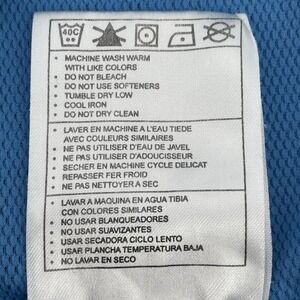 40C
• MACHINE WASH WARM
WITH LIKE COLORS
• DO NOT BLEACH
• DO NOT USE SOFTENERS
• TUMBLE DRY LOW
• COOL IRON
• DO NOT DRY CLEAN
• LAVER EN MACHINE A L'EAU TIEDE
AVEC COULEURS SIMILAIRES
• NE PAS UTILISER D'EAU DE JAVEL
• NE PAS UTILISER D'ADOUCISSEUR
• SECHER EN MACHINE CYCLE DELICAT
• REPASSER FER FROID
• NE PAS NETTOYER A SEC
• LAVAR A MAQUINA EN AGUA TIBIA
CON COLORES SIMILARES
• NO USAR BLANQUEADORES
• NO USAR SUAVIZANTES
• USAR SECADORA CICLO LENTO
• USAR PLANCHA TEMPERATURA BAJA
• NO LAVAR EN SECO